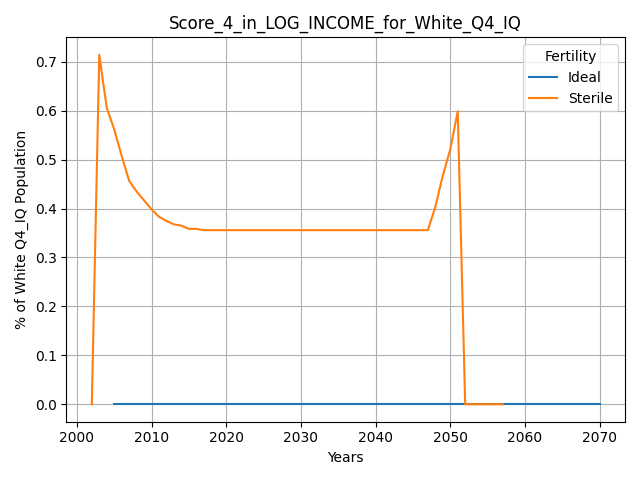 Score_4_in_LOG_INCOME_for_White_Q4_IQ
Fertility
Ideal
Sterile
% of White Q4_IQ Population
0.7
0.6
0.5
0.4
0.3
0.2
0.1
0.0
2000 2010 2020 2030 2040 2050 2060 2070
Years